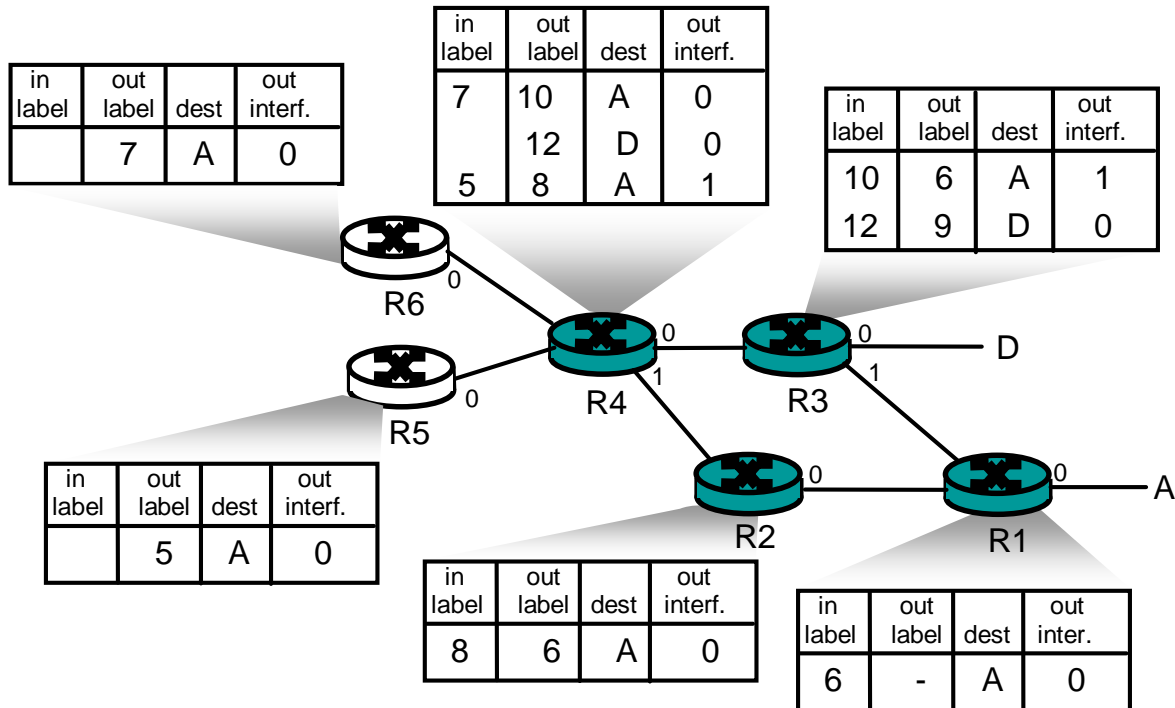 in out dest out
label label interf.
7 10 A 0
12 D 0
5 8 A 1
in out dest out
label label interf.
7 A 0
in out dest out
label label interf.
10 6 A 1
12 9 D 0
0
R6
0
R5
0
1
R4
0
1
R3
D
0
R2
0
R1
A
in out dest out
label label interf.
5 A 0
in out dest out
label label interf.
8 6 A 0
in out dest out
label label inter.
6 - A 0